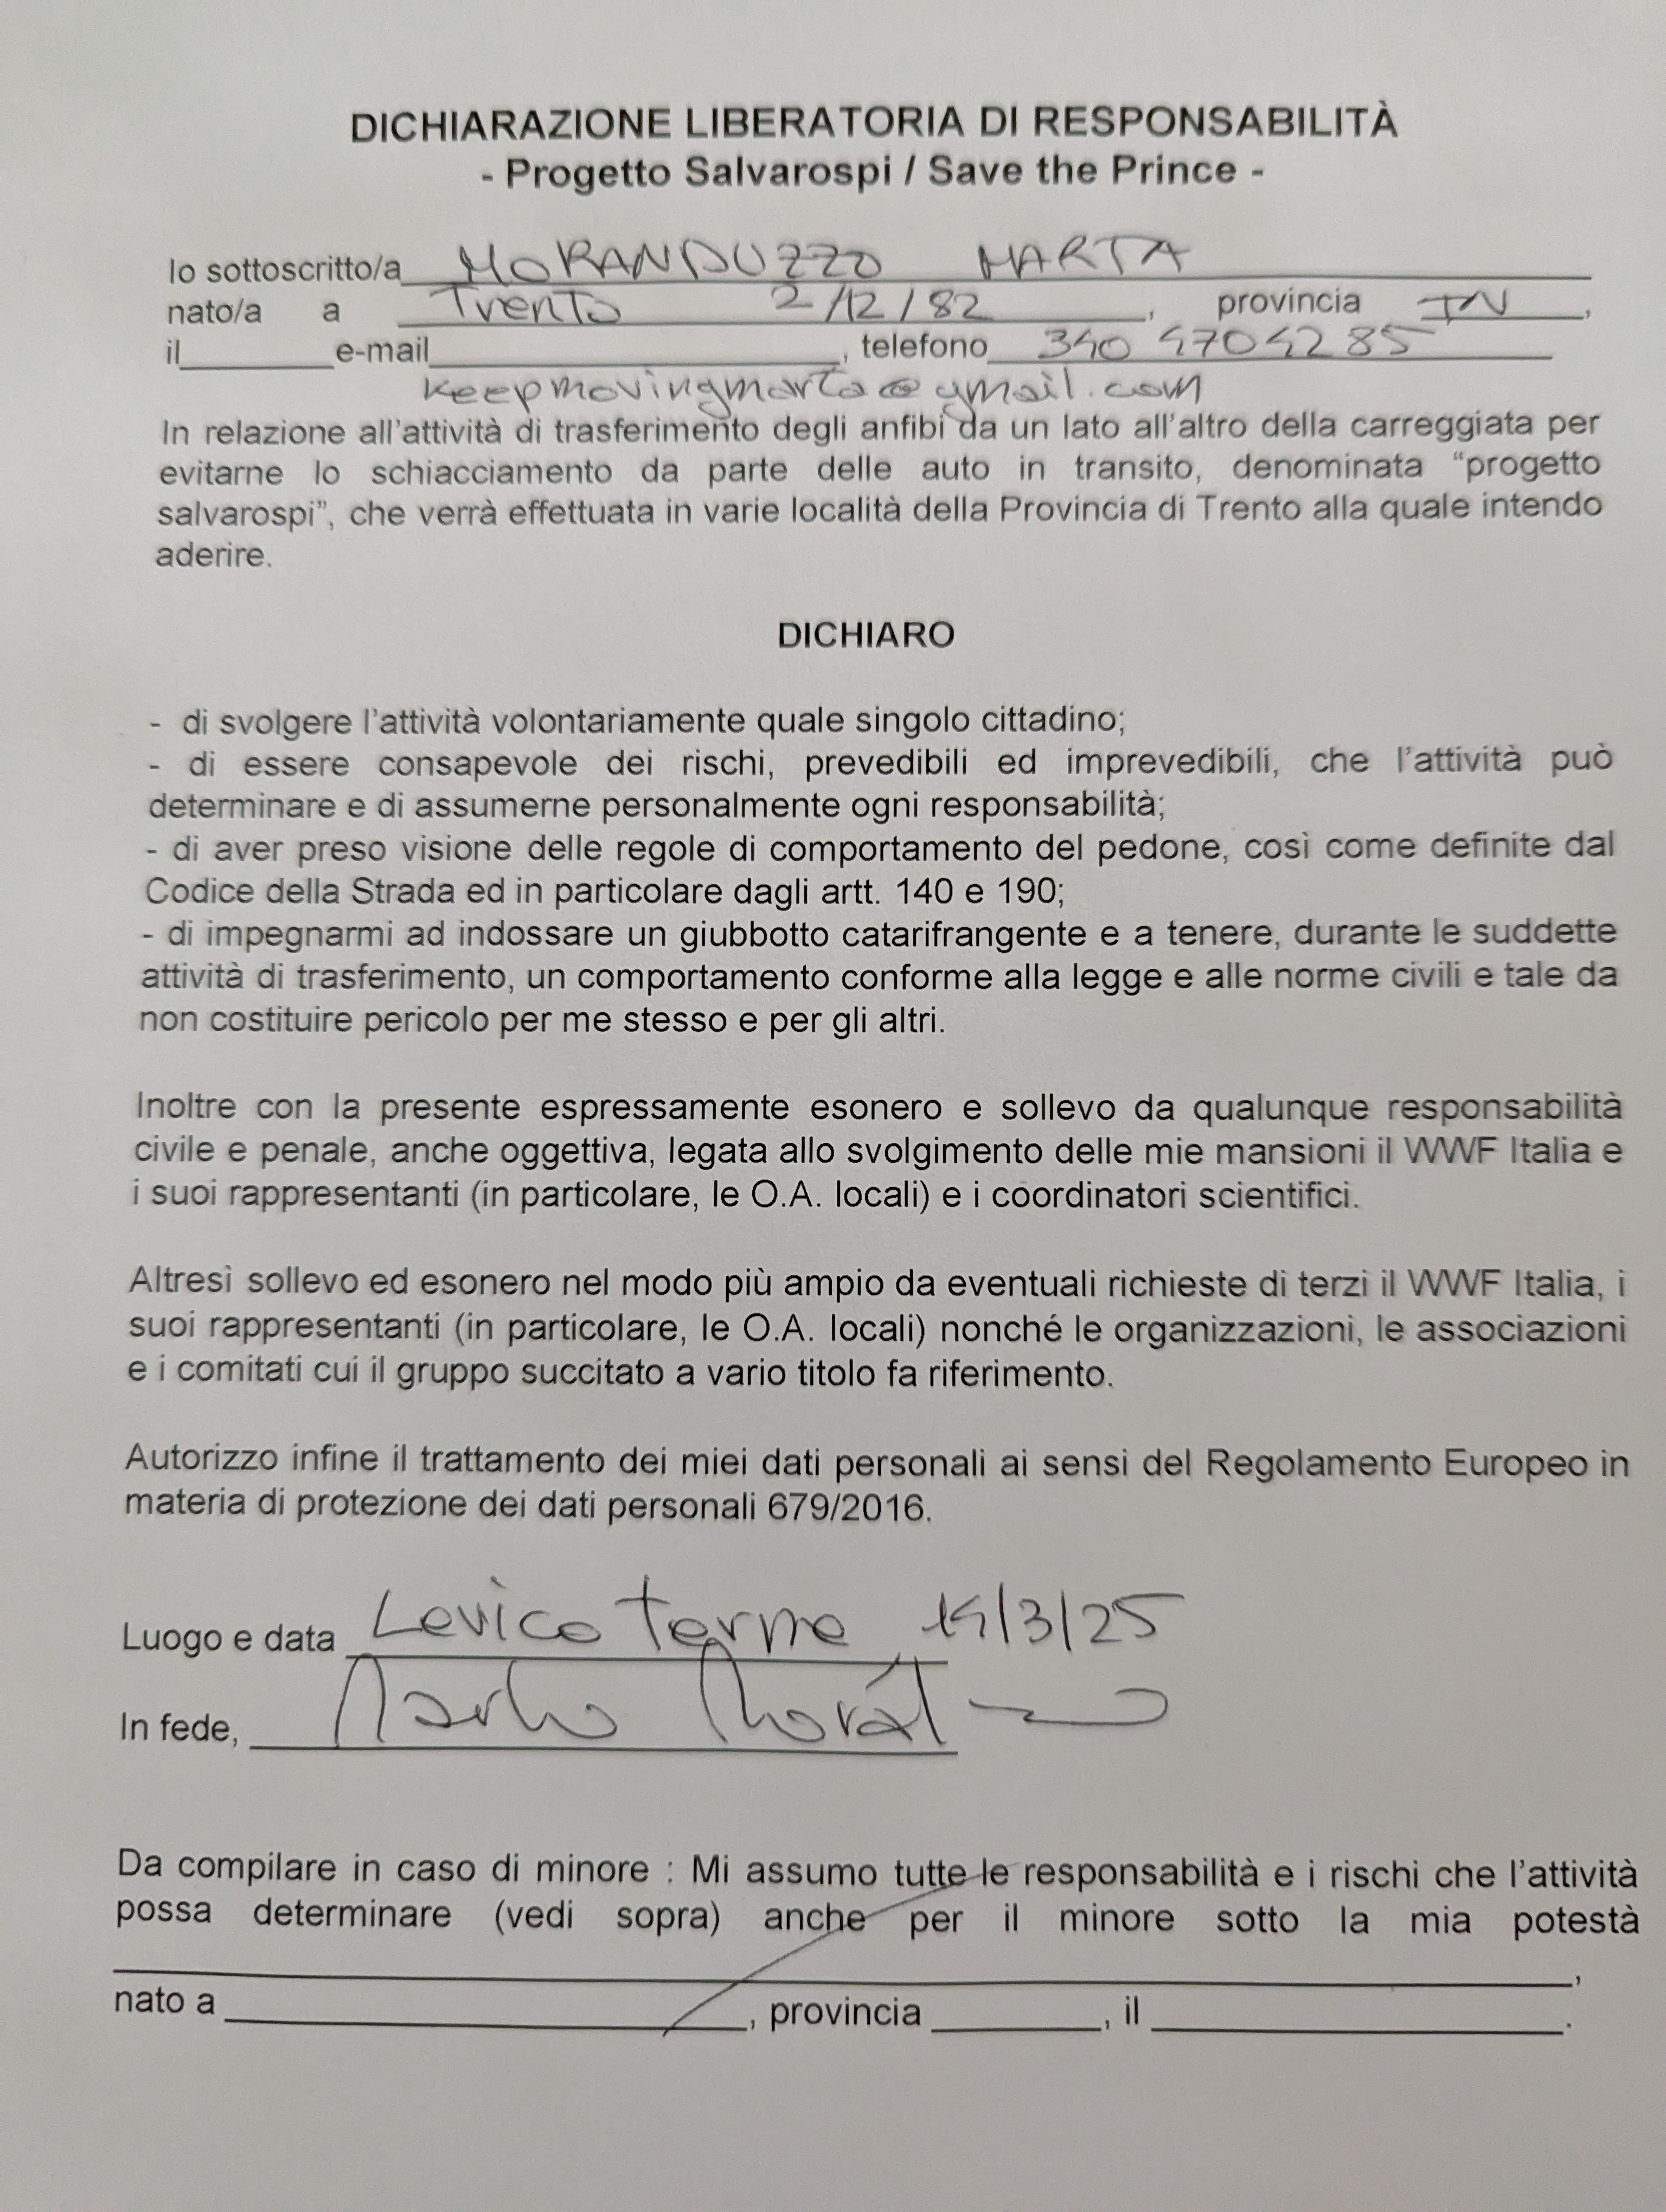 DICHIARAZIONE LIBERATORIA DI RESPONSABILITÀ
- Progetto Salvarospi / Save the Prince -
Io sottoscritto/a MORANDUZZO MARTA
nato/a a Trento 2/12/82, provincia TN,
il e-mail, telefono 340 4704285
keepmovingmarta@gmail.com
In relazione all'attività di trasferimento degli anfibi da un lato all'altro della carreggiata per
evitarne lo schiacciamento da parte delle auto in transito, denominata "progetto
salvarospi", che verrà effettuata in varie località della Provincia di Trento alla quale intendo
aderire.
DICHIARO
- di svolgere l'attività volontariamente quale singolo cittadino;
- di essere consapevole dei rischi, prevedibili ed imprevedibili, che l'attività può
determinare e di assumerne personalmente ogni responsabilità;
- di aver preso visione delle regole di comportamento del pedone, così come definite dal
Codice della Strada ed in particolare dagli artt. 140 e 190;
- di impegnarmi ad indossare un giubbotto catarifrangente e a tenere, durante le suddette
attività di trasferimento, un comportamento conforme alla legge e alle norme civili e tale da
non costituire pericolo per me stesso e per gli altri.
Inoltre con la presente espressamente esonero e sollevo da qualunque responsabilità
civile e penale, anche oggettiva, legata allo svolgimento delle mie mansioni il WWF Italia e
i suoi rappresentanti (in particolare, le O.A. locali) e i coordinatori scientifici.
Altresì sollevo ed esonero nel modo più ampio da eventuali richieste di terzi il WWF Italia, i
suoi rappresentanti (in particolare, le O.A. locali) nonché le organizzazioni, le associazioni
e i comitati cui il gruppo succitato a vario titolo fa riferimento.
Autorizzo infine il trattamento dei miei dati personali ai sensi del Regolamento Europeo in
materia di protezione dei dati personali 679/2016.
Luogo e data Levico Terme 14/3/25
In fede,
Da compilare in caso di minore : Mi assumo tutte le responsabilità e i rischi che l'attività
possa determinare (vedi sopra) anche per il minore sotto la mia potestà
,
nato a , provincia , il .